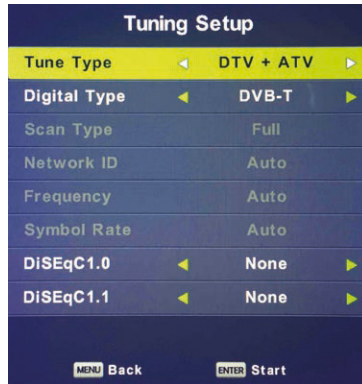 Tuning Setup
Tune Type DTV + ATV
Digital Type DVB-T
Scan Type Full
Network ID Auto
Frequency Auto
Symbol Rate Auto
DiSEqC1.0 None
DiSEqC1.1 None
MENU Back ENTER Start